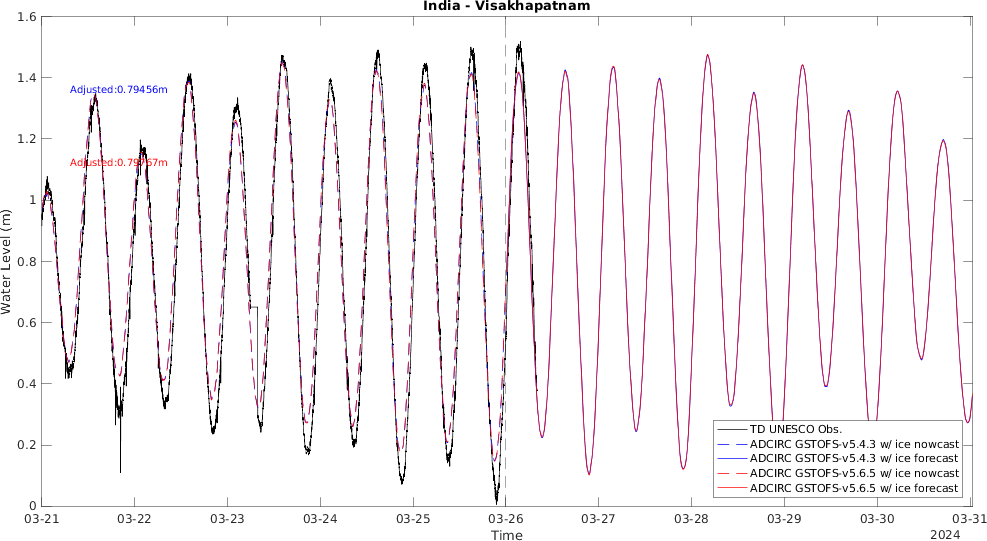 India - Visakhapatnam
1.6
1.4
1.2
1
0.8
0.6
0.4
0.2
0
Water Level (m)
Adjusted:0.79456m
Adjusted:0.79767m
TD UNESCO Obs.
ADCIRC GSTOFS-v5.4.3 w/ ice nowcast
ADCIRC GSTOFS-v5.4.3 w/ ice forecast
ADCIRC GSTOFS-v5.6.5 w/ ice nowcast
ADCIRC GSTOFS-v5.6.5 w/ ice forecast
03-21 03-22 03-23 03-24 03-25 03-26 03-27 03-28 03-29 03-30 03-31
Time
2024